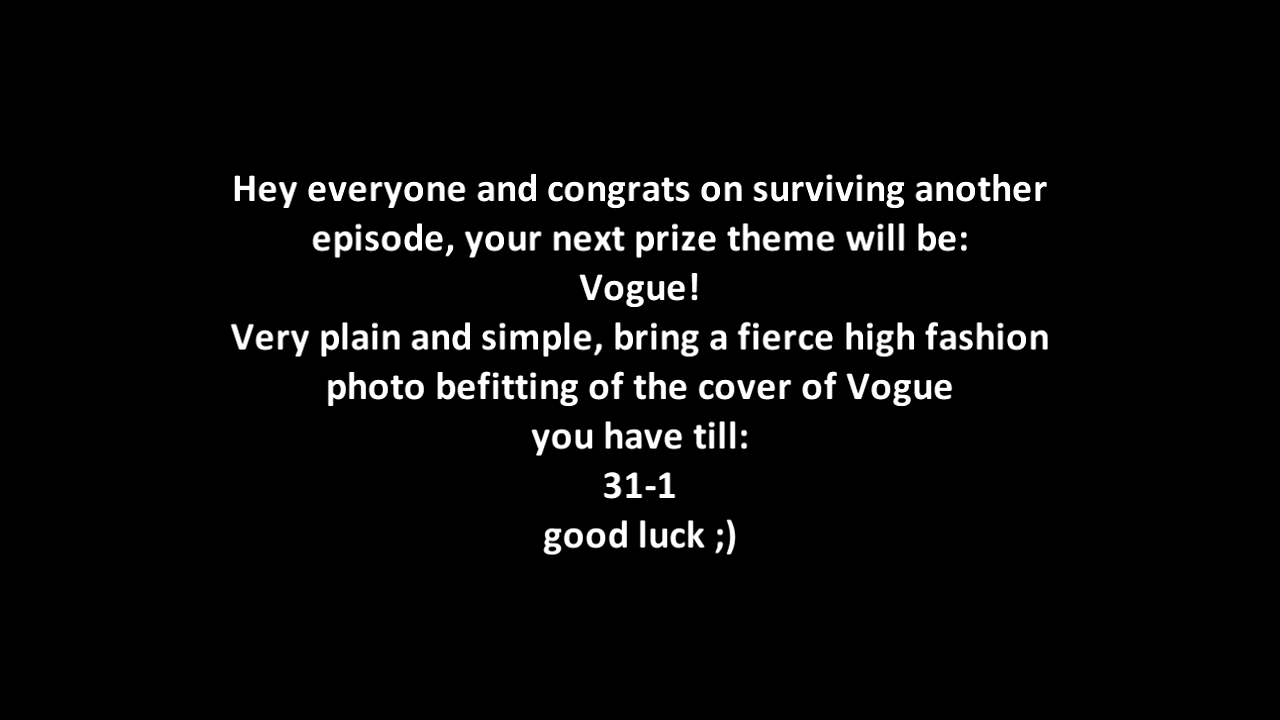 Hey everyone and congrats on surviving another
episode, your next prize theme will be:
Vogue!
Very plain and simple, bring a fierce high fashion
photo befitting of the cover of Vogue
you have till:
31-1
good luck ;)